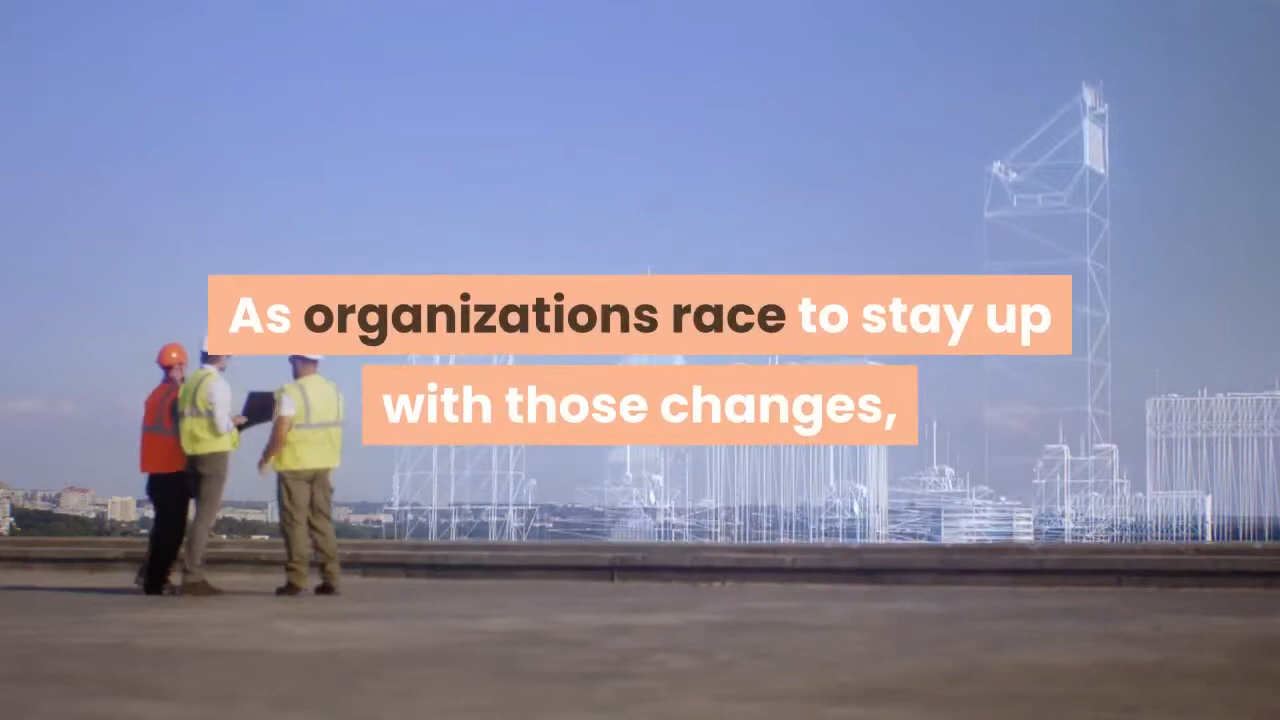 As organizations race to stay up
with those changes,